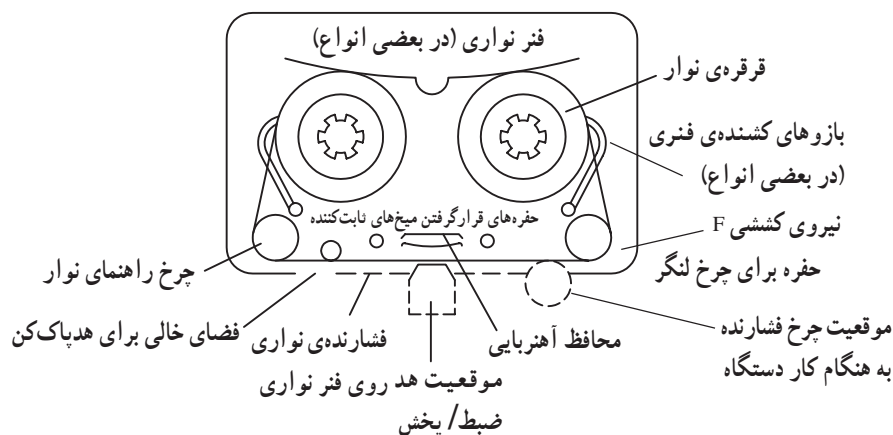 فنر نواری (در بعضی انواع)
قرقره‌ی نوار
بازوهای کشنده‌ی فنری
(در بعضی انواع)
نیروی کششی F
حفره‌های قرارگرفتن میخ‌های ثابت‌کننده
حفره برای چرخ لنگر
چرخ راهنمای نوار
موقعیت چرخ فشارنده
به هنگام کار دستگاه
محافظ آهنربایی
فشارنده‌ی نواری
فضای خالی برای هدپاک‌کن
موقعیت هد روی فنر نواری
ضبط/ پخش